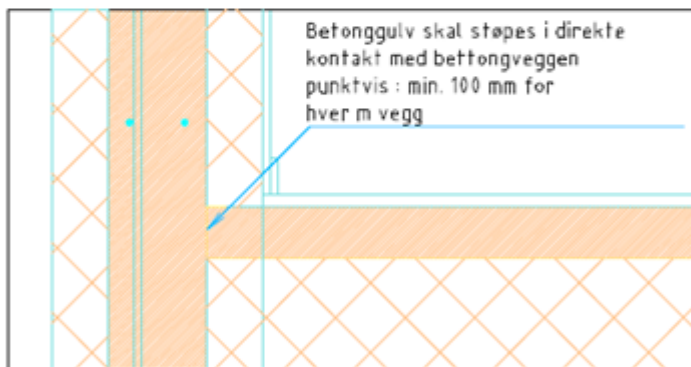 Betonggulv skal støpes i direkte
kontakt med bettongveggen
punktvis : min. 100 mm for
hver m vegg